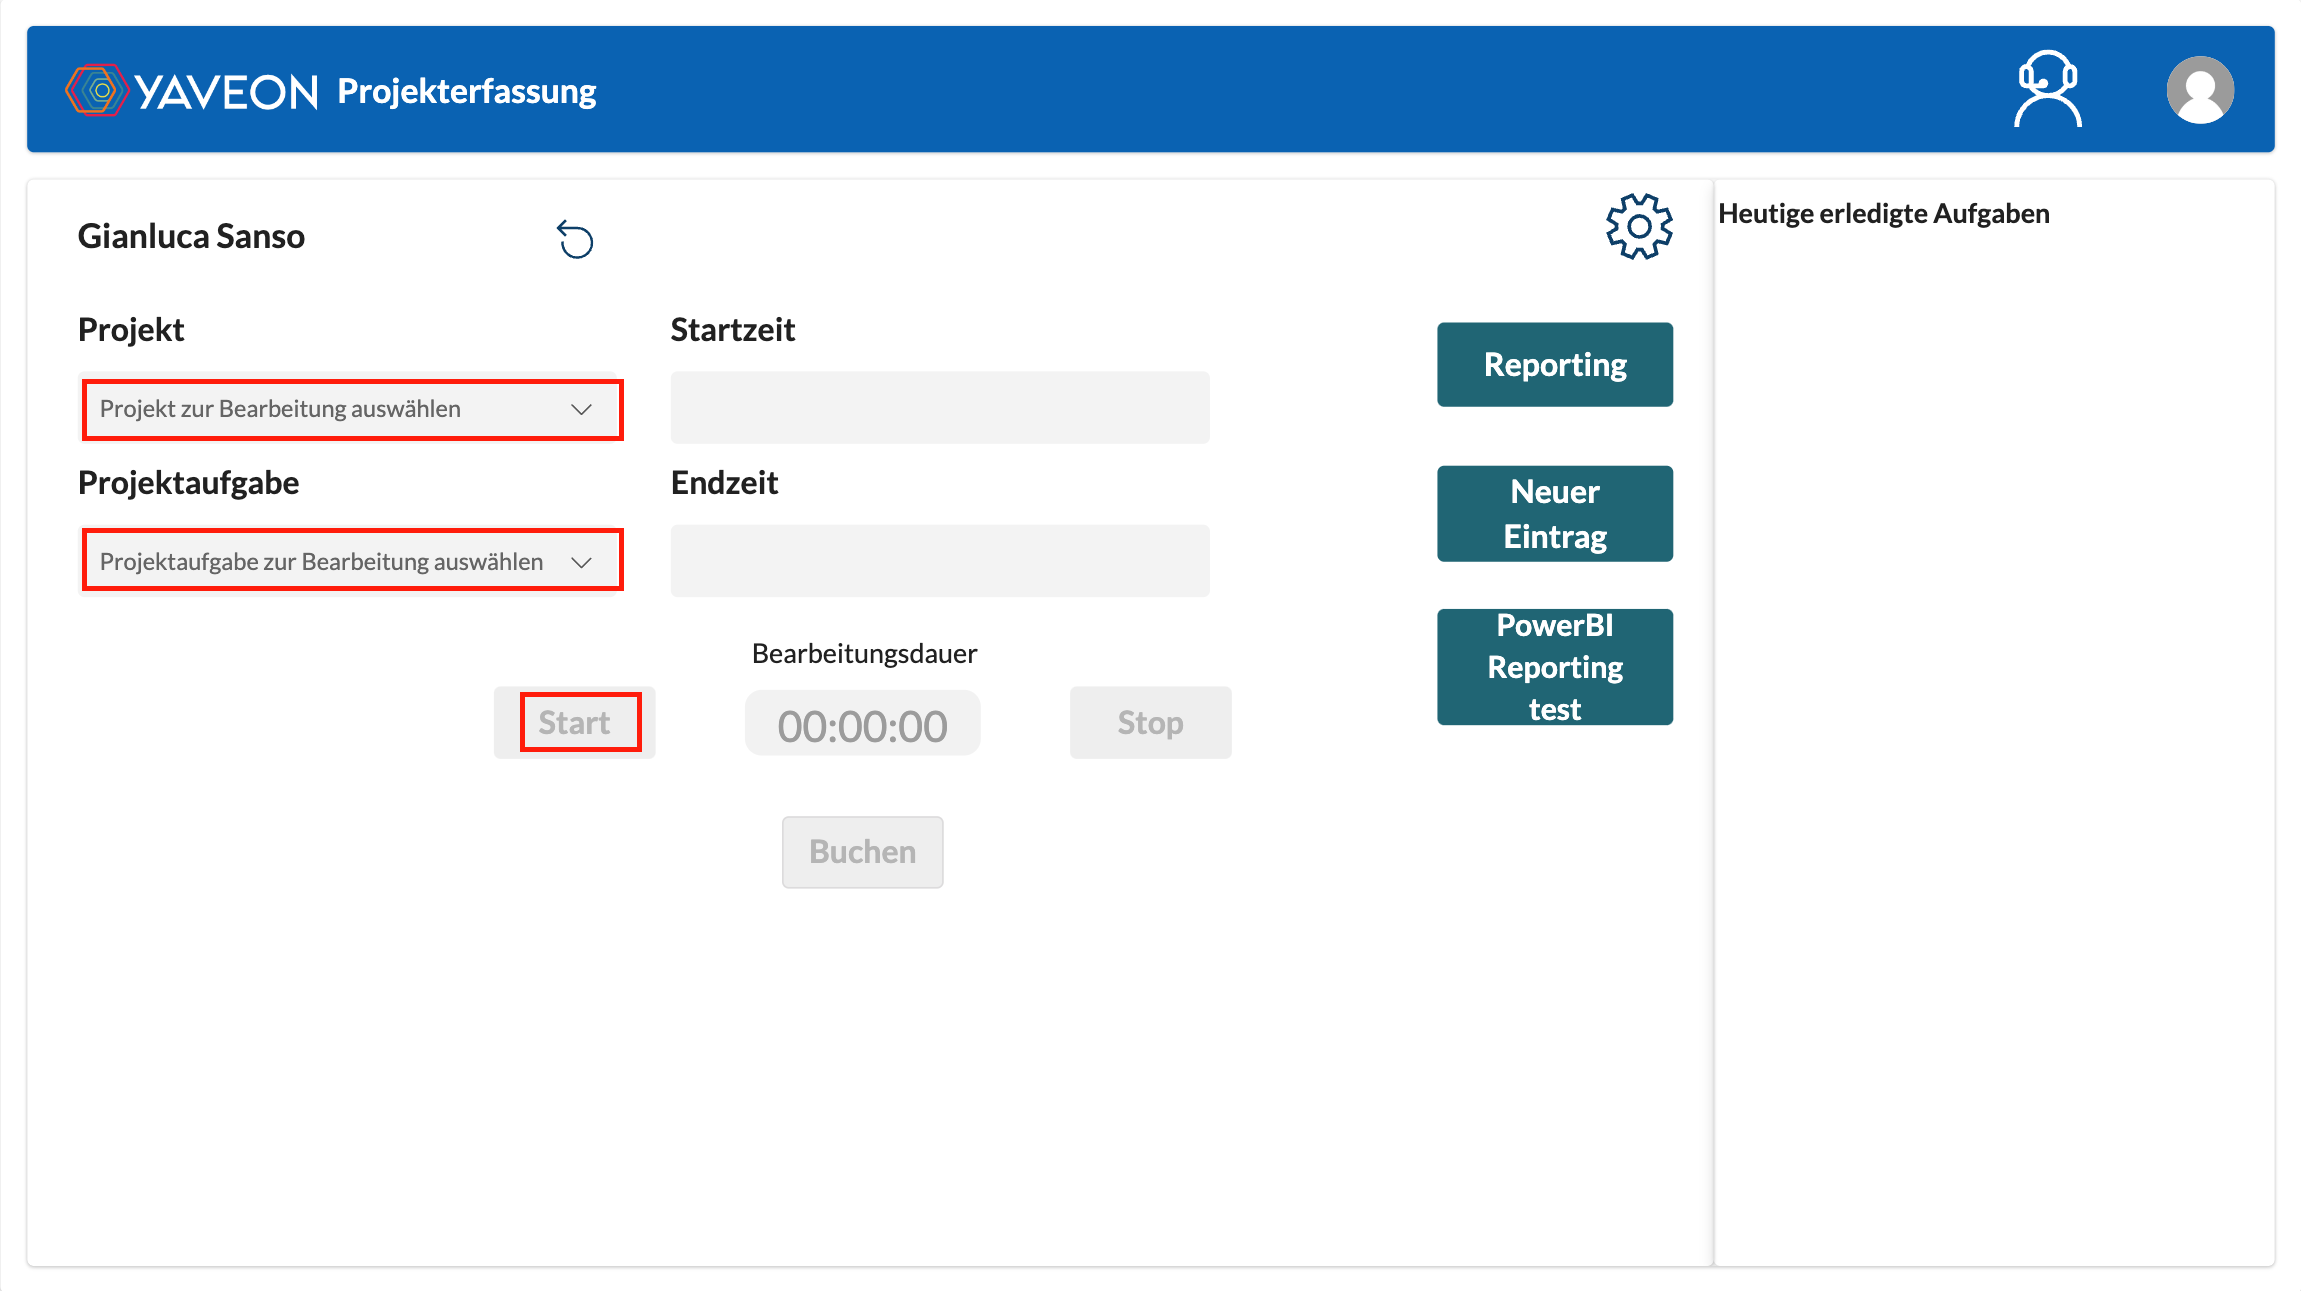 YAVEON Projekterfassung
Gianluca Sanso
Projekt
Projekt zur Bearbeitung auswählen
Projektaufgabe
Projektaufgabe zur Bearbeitung auswählen
Startzeit
Endzeit
Bearbeitungsdauer
Start
00:00:00
Stop
Buchen
Reporting
Neuer
Eintrag
PowerBI
Reporting
test
Heutige erledigte Aufgaben